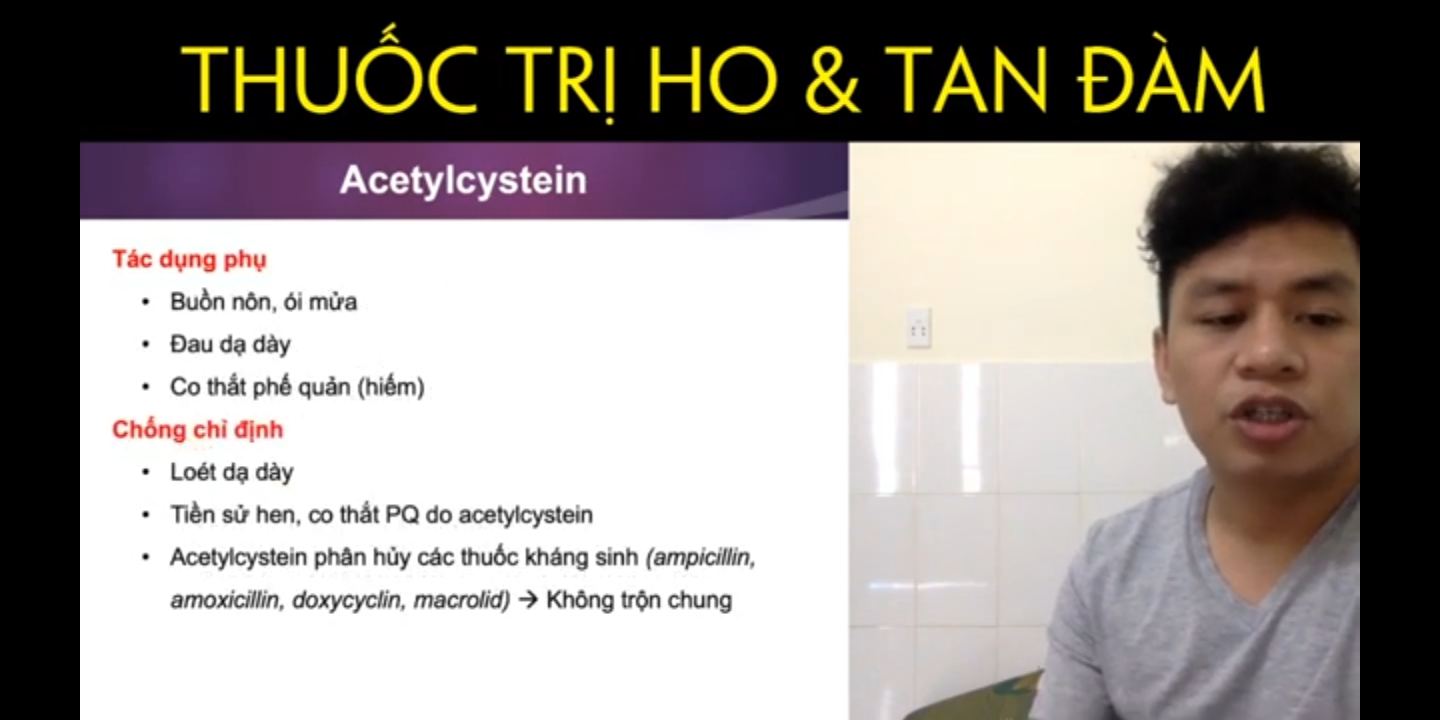 THUỐC TRỊ HO & TAN ĐÀM
Acetylcystein
Tác dụng phụ
• Buồn nôn, ói mửa
• Đau dạ dày
• Co thắt phế quản (hiếm)
Chống chỉ định
• Loét dạ dày
• Tiền sử hen, co thắt PQ do acetylcystein
• Acetylcystein phân hủy các thuốc kháng sinh (ampicillin,
amoxicillin, doxycyclin, macrolid) → Không trộn chung